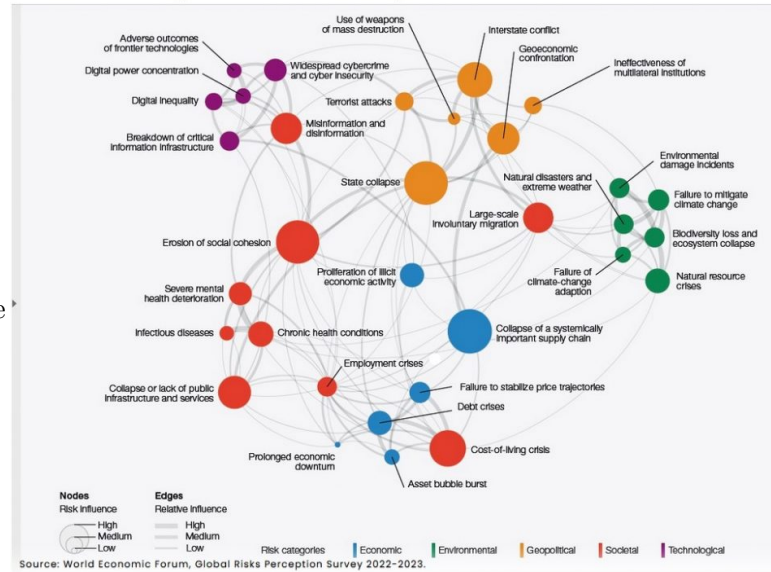 Use of weapons
of mass destruction
Interstate conflict
Adverse outcomes
of frontier technologies
Geoeconomic
confrontation
Digital power concentration
Widespread cybercrime
and cyber insecurity
Ineffectiveness of
multilateral institutions
Digital inequality
Terrorist attacks
Misinformation and
disinformation
Breakdown of critical
information infrastructure
Environmental
damage incidents
Natural disasters and
extreme weather
State collapse
Failure to mitigate
climate change
Large-scale
involuntary migration
Erosion of social cohesion
Biodiversity loss and
ecosystem collapse
Proliferation of illicit
economic activity
Failure of
climate-change
adaption
Natural resource
crises
Severe mental
health deterioration
e
Infectious diseases
Chronic health conditions
Collapse of a systemically
important supply chain
Employment crises
Collapse or lack of public
infrastructure and services
Failure to stabilize price trajectories
Debt crises
Prolonged economic
downturn
Cost-of-living crisis
Asset bubble burst
Nodes
Risk influence
High
Medium
Low
Edges
Relative influence
High
Medium
Low
Risk categories
Economic
Environmental
Geopolitical
Societal
Technological
Source: World Economic Forum, Global Risks Perception Survey 2022-2023.